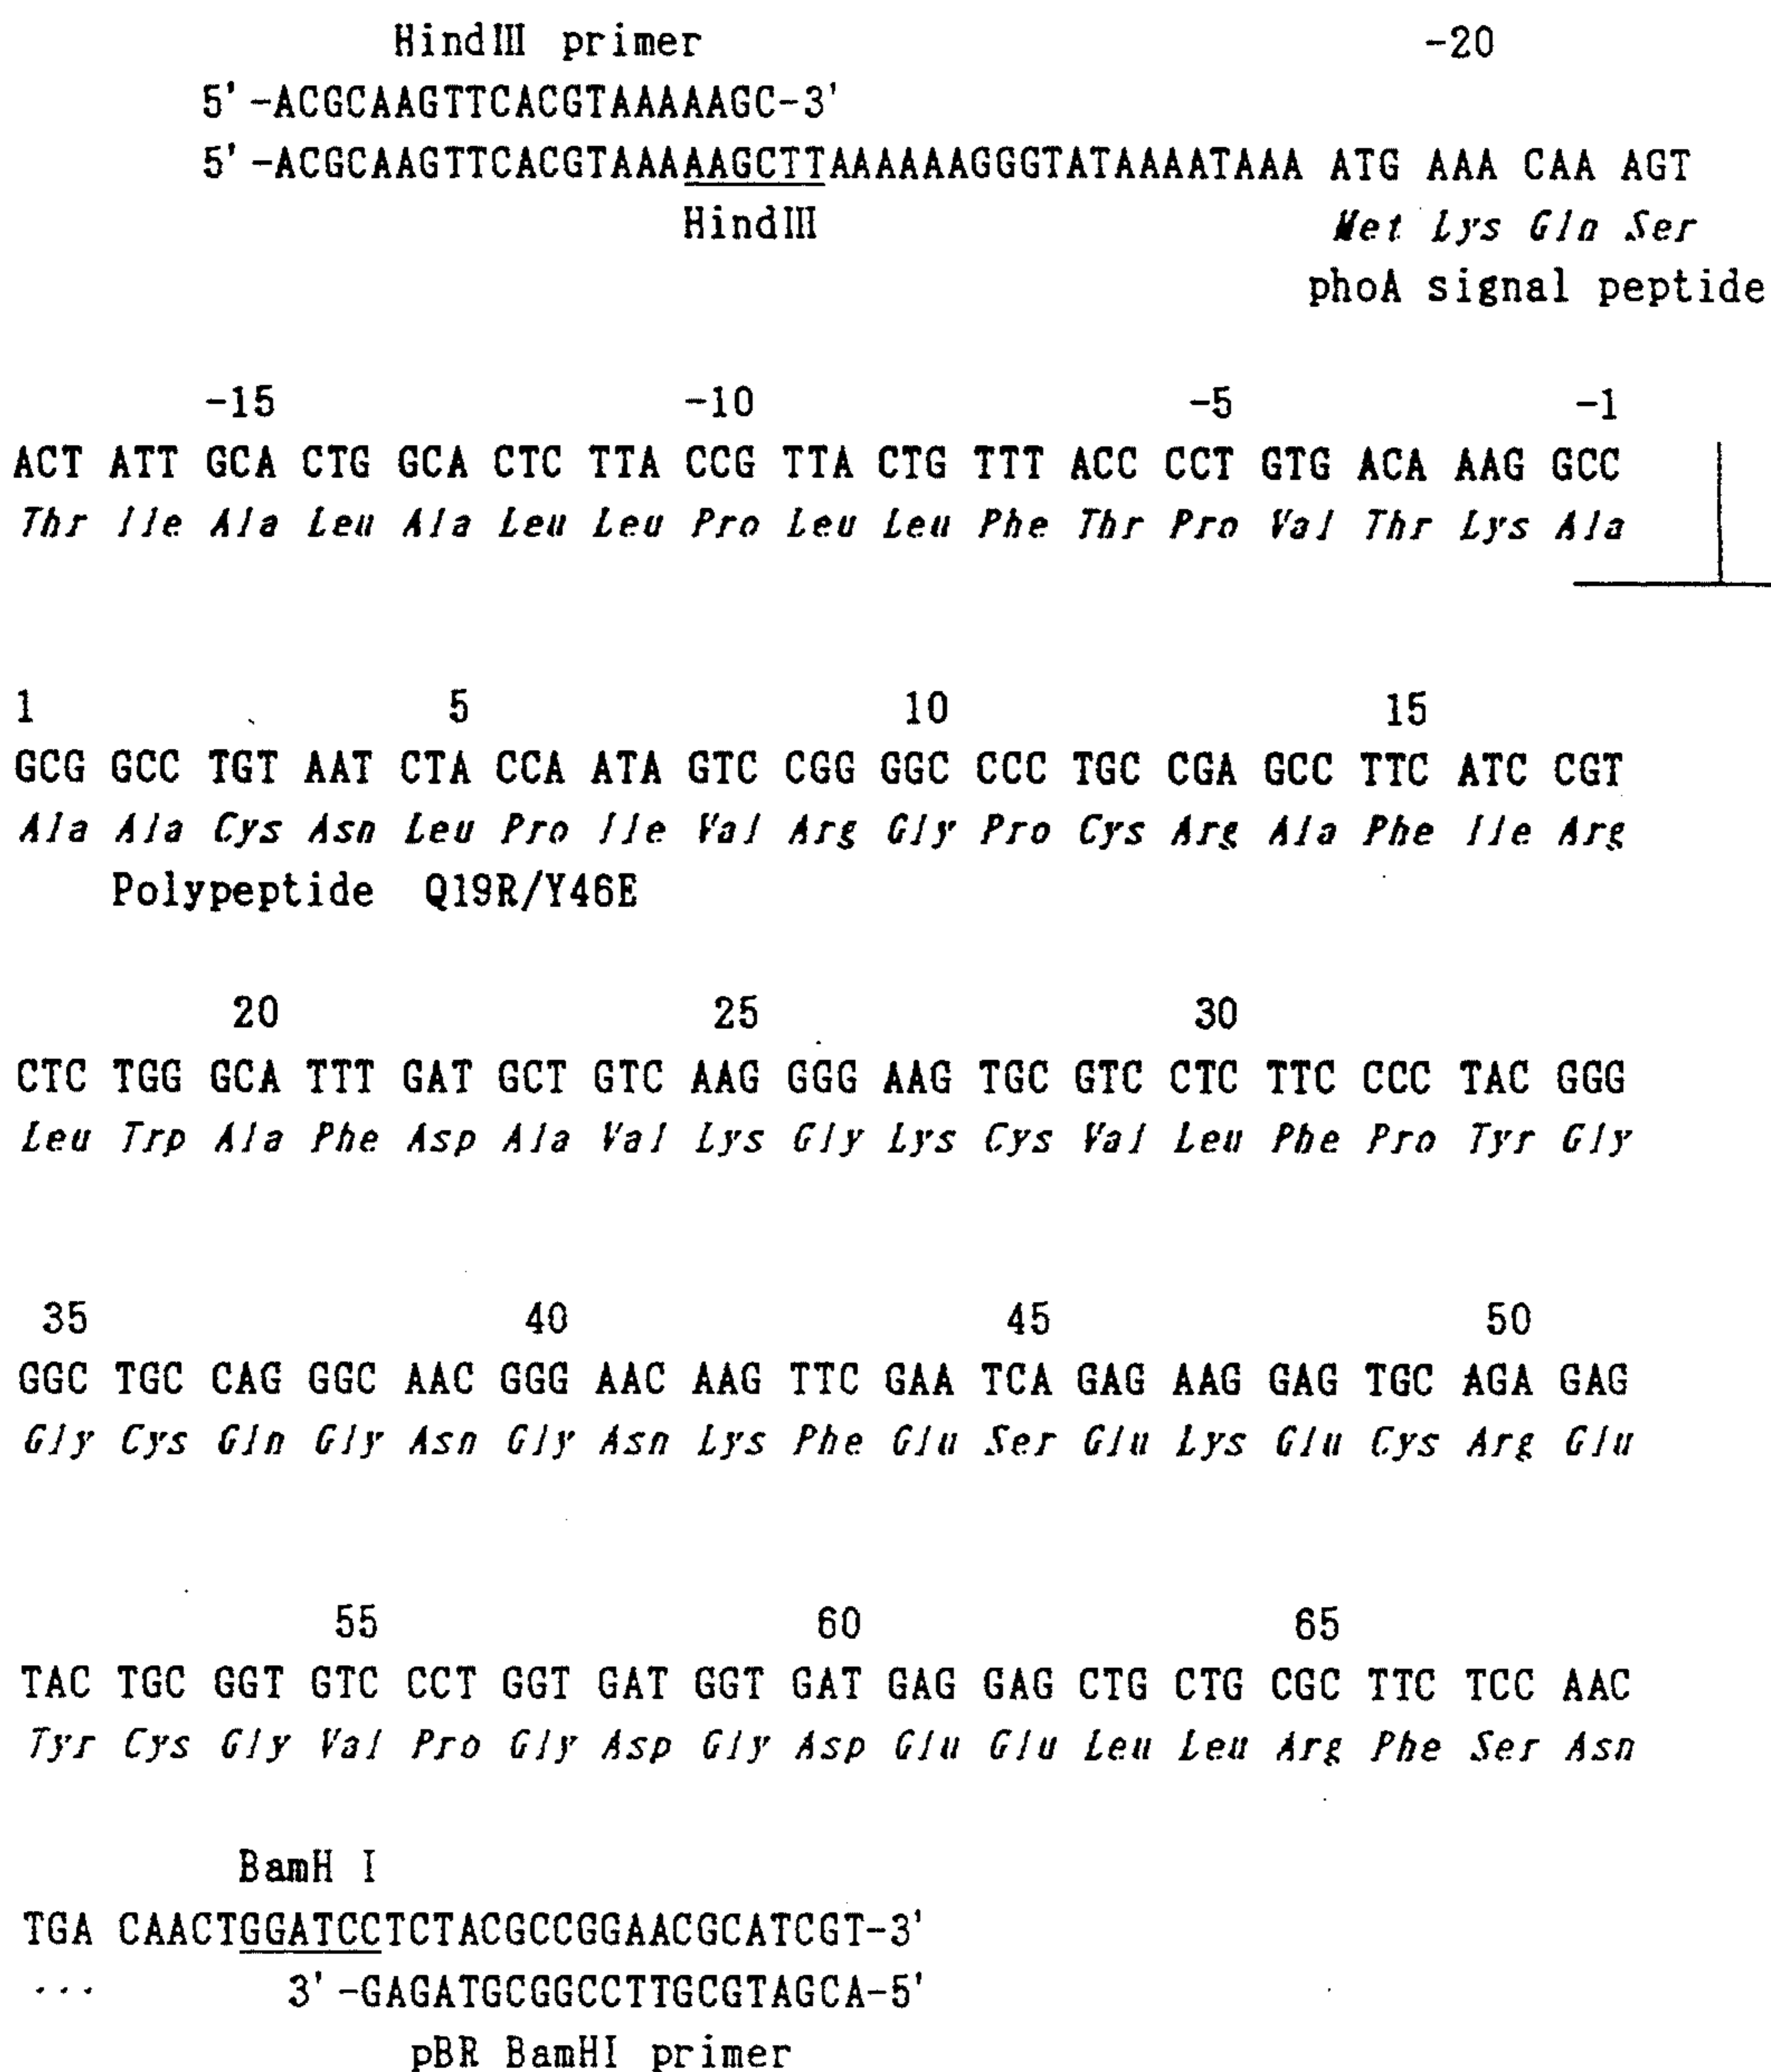 HindⅢ primer -20
5'-ACGCAAGTTCACGTAAAAAGC-3'
5'-ACGCAAGTTCACGTAAAAAGCTTAAAAAAGGGTATAAAATAAA ATG AAA CAA AGT
HindⅢ Met Lys Gln Ser
phoA signal peptide
-15 -10 -5 -1
ACT ATT GCA CTG GCA CTC TTA CCG TTA CTG TTT ACC CCT GTG ACA AAG GCC
Thr Ile Ala Leu Ala Leu Leu Pro Leu Leu Phe Thr Pro Val Thr Lys Ala
1 5 10 15
GCG GCC TGT AAT CTA CCA ATA GTC CGG GGC CCC TGC CGA GCC TTC ATC CGT
Ala Ala Cys Asn Leu Pro Ile Val Arg Gly Pro Cys Arg Ala Phe Ile Arg
Polypeptide Q19R/Y46E
20 25 30
CTC TGG GCA TTT GAT GCT GTC AAG GGG AAG TGC GTC CTC TTC CCC TAC GGG
Leu Trp Ala Phe Asp Ala Val Lys Gly Lys Cys Val Leu Phe Pro Tyr Gly
35 40 45 50
GGC TGC CAG GGC AAC GGG AAC AAG TTC GAA TCA GAG AAG GAG TGC AGA GAG
Gly Cys Gln Gly Asn Gly Asn Lys Phe Glu Ser Glu Lys Glu Cys Arg Glu
55 60 65
TAC TGC GGT GTC CCT GGT GAT GGT GAT GAG GAG CTG CTG CGC TTC TCC AAC
Tyr Cys Gly Val Pro Gly Asp Gly Asp Glu Glu Leu Leu Arg Phe Ser Asn
BamH I
TGA CAACTGGATCCTCTACGCCGGAACGCATCGT-3'
... 3'-GAGATGCGGCCTTGCGTAGCA-5'
pBR BamHI primer